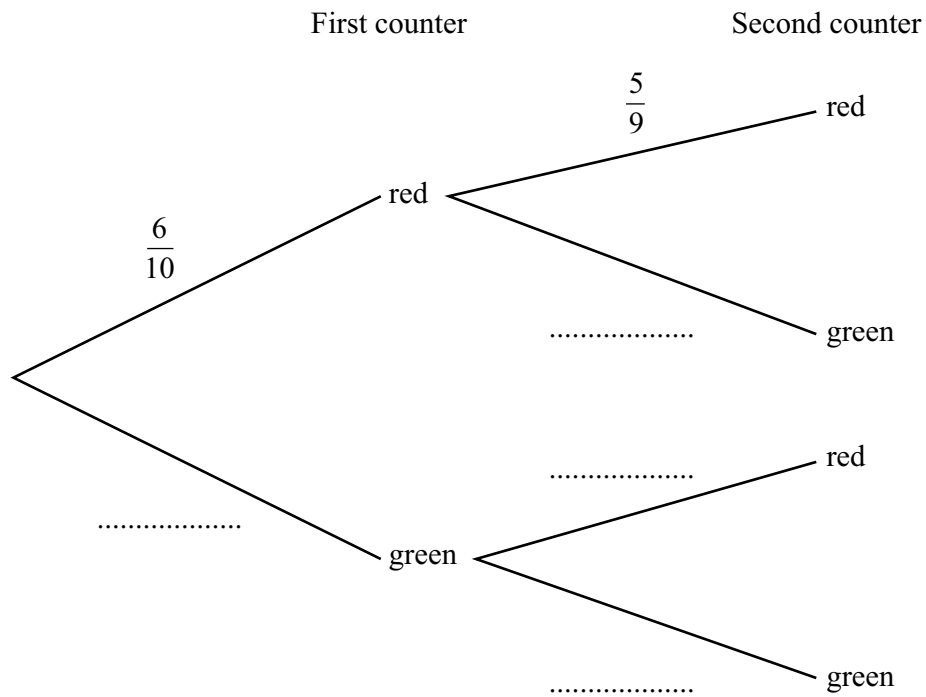 First counter Second counter
5
9
red
6
10
red
...................
green
...................
red
...................
green
...................
green